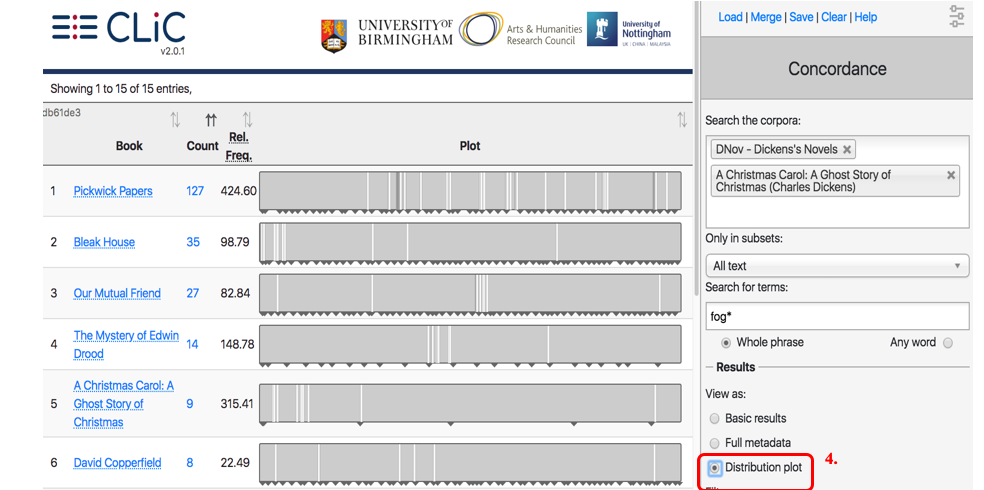 CLiC
v2.0.1
UNIVERSITY OF
BIRMINGHAM
Arts & Humanities
Research Council
University of
Nottingham
UK | CHINA | MALAYSIA
Showing 1 to 15 of 15 entries,
db61de3
Book Count Rel. Freq. Plot
1 Pickwick Papers 127 424.60
2 Bleak House 35 98.79
3 Our Mutual Friend 27 82.84
4 The Mystery of Edwin Drood 14 148.78
5 A Christmas Carol: A Ghost Story of Christmas 9 315.41
6 David Copperfield 8 22.49
Load | Merge | Save | Clear | Help
Concordance
Search the corpora:
DNov - Dickens's Novels ×
A Christmas Carol: A Ghost Story of ×
Christmas (Charles Dickens)
Only in subsets:
All text
Search for terms:
fog*
Whole phrase Any word
Results
View as:
Basic results
Full metadata
Distribution plot 4.